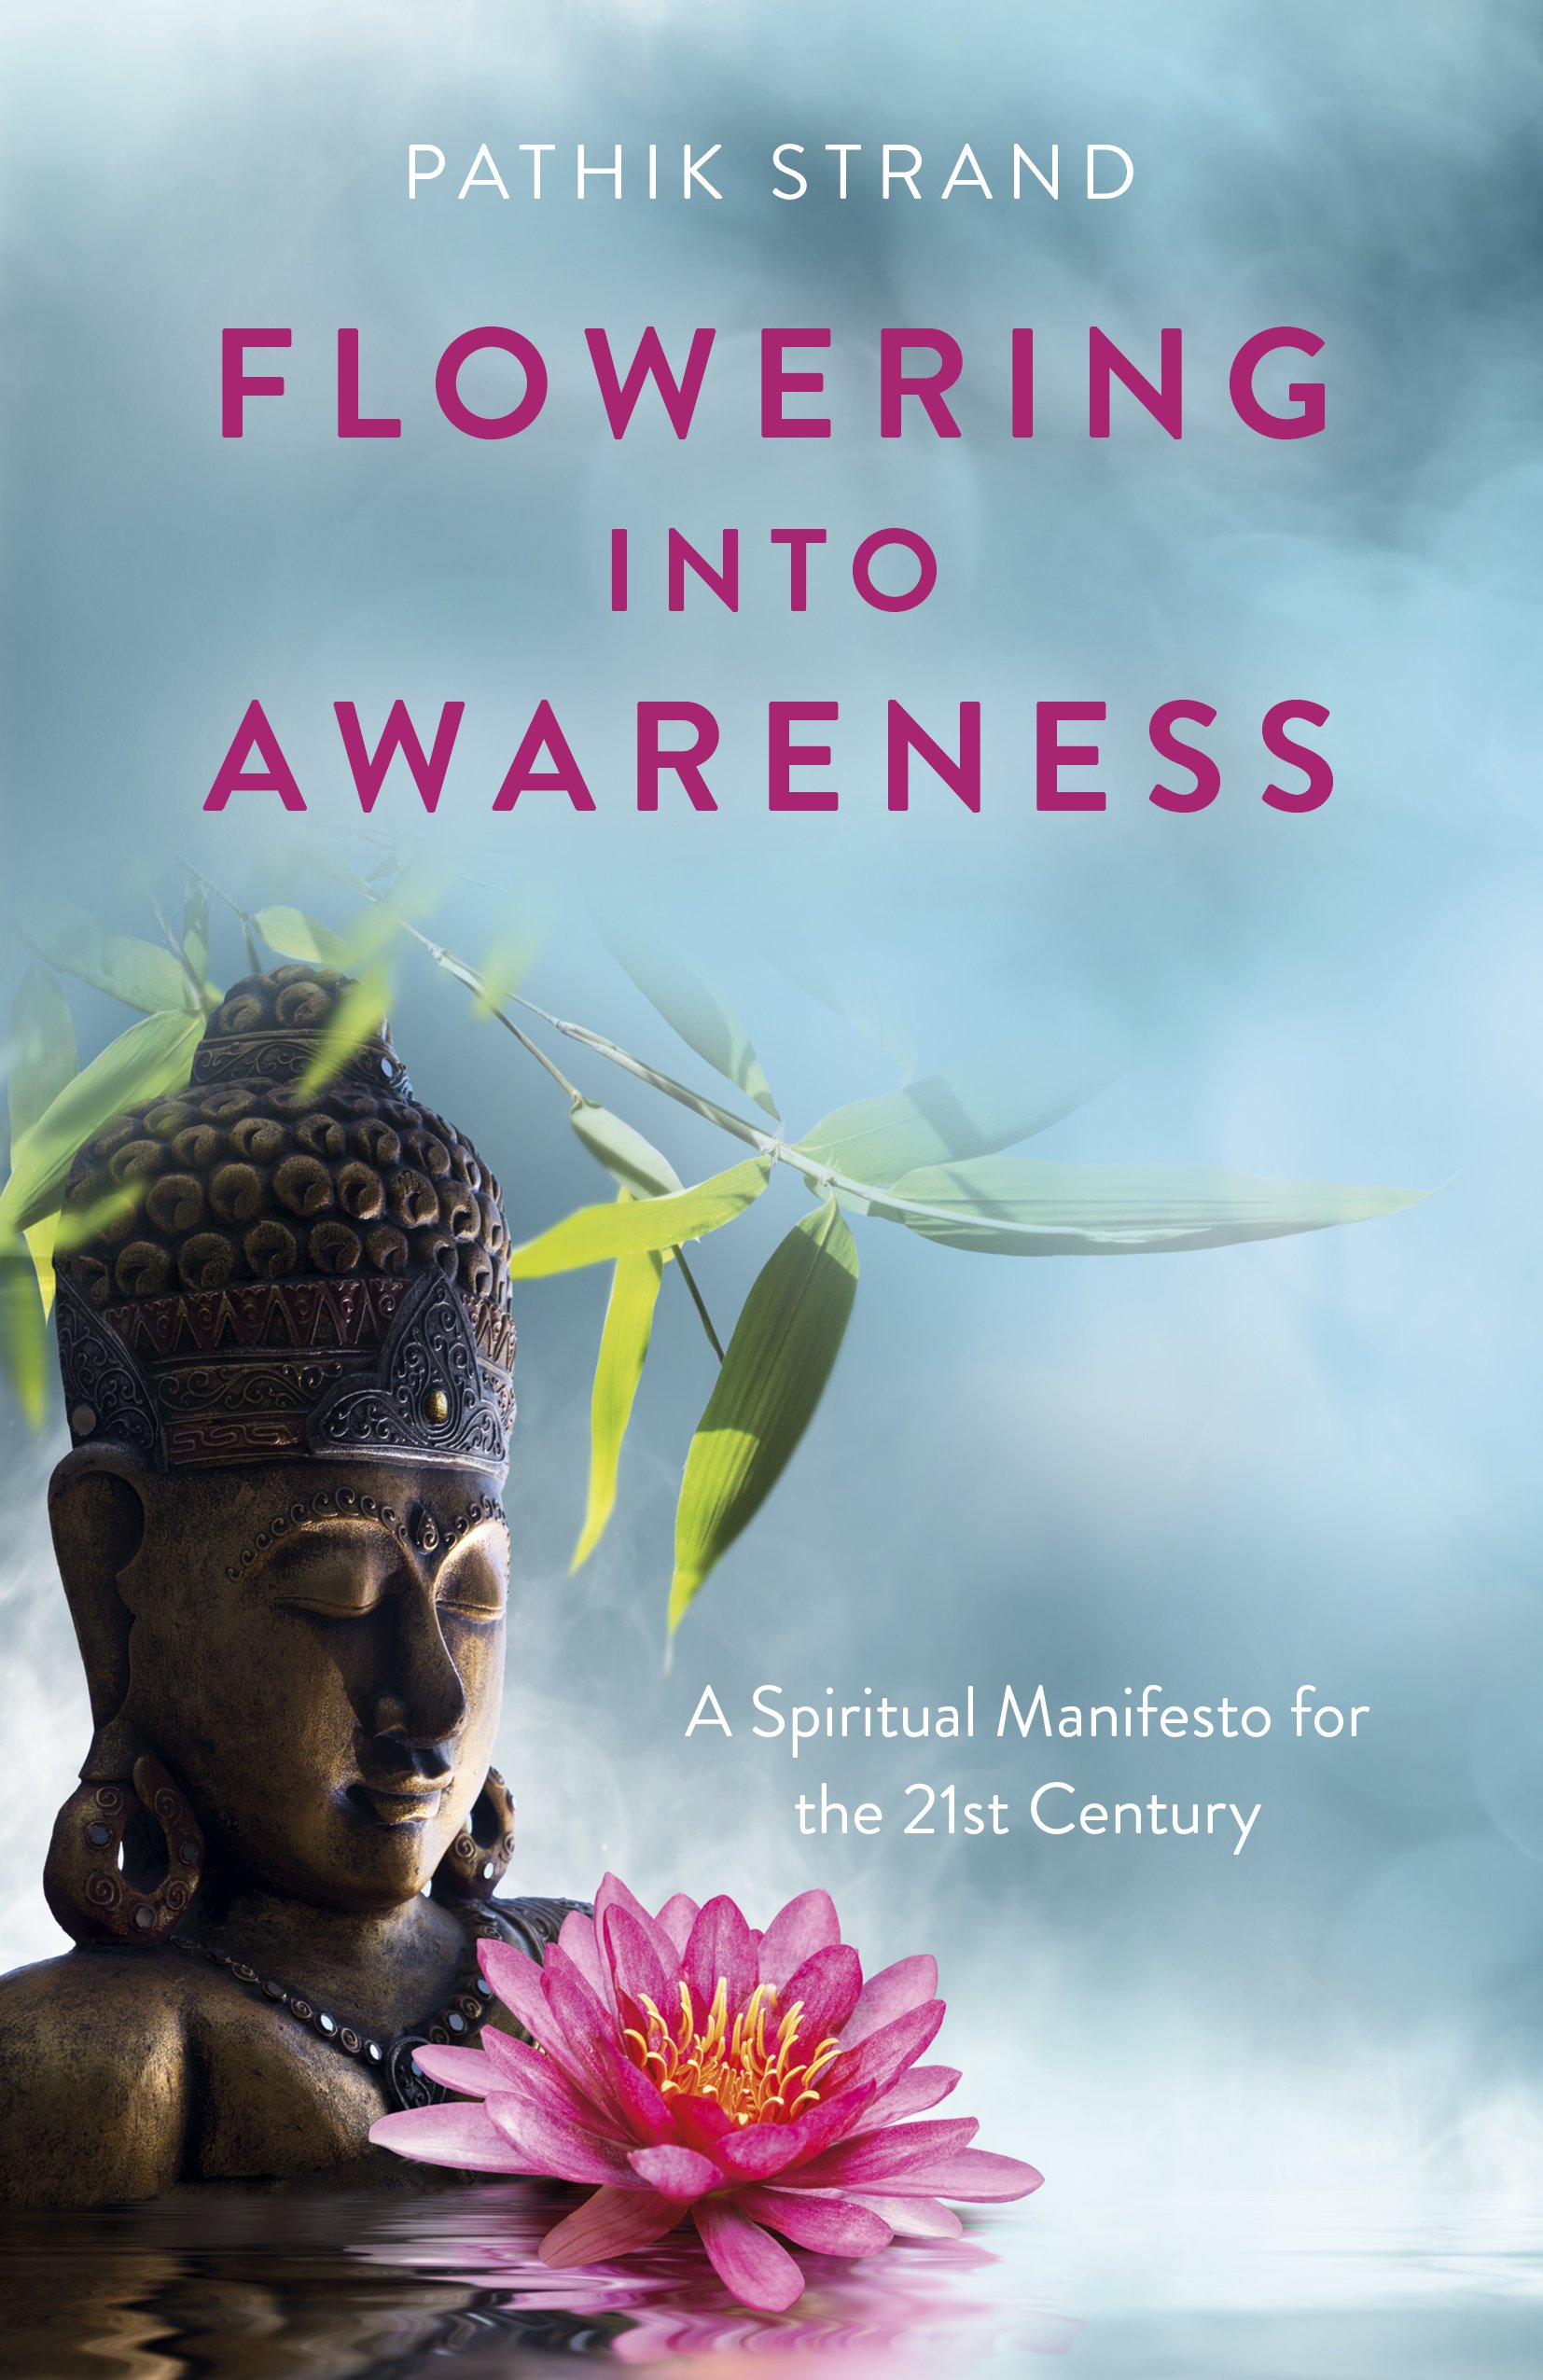 PATHIK STRAND
FLOWERING
INTO
AWARENESS
A Spiritual Manifesto for
the 21st Century